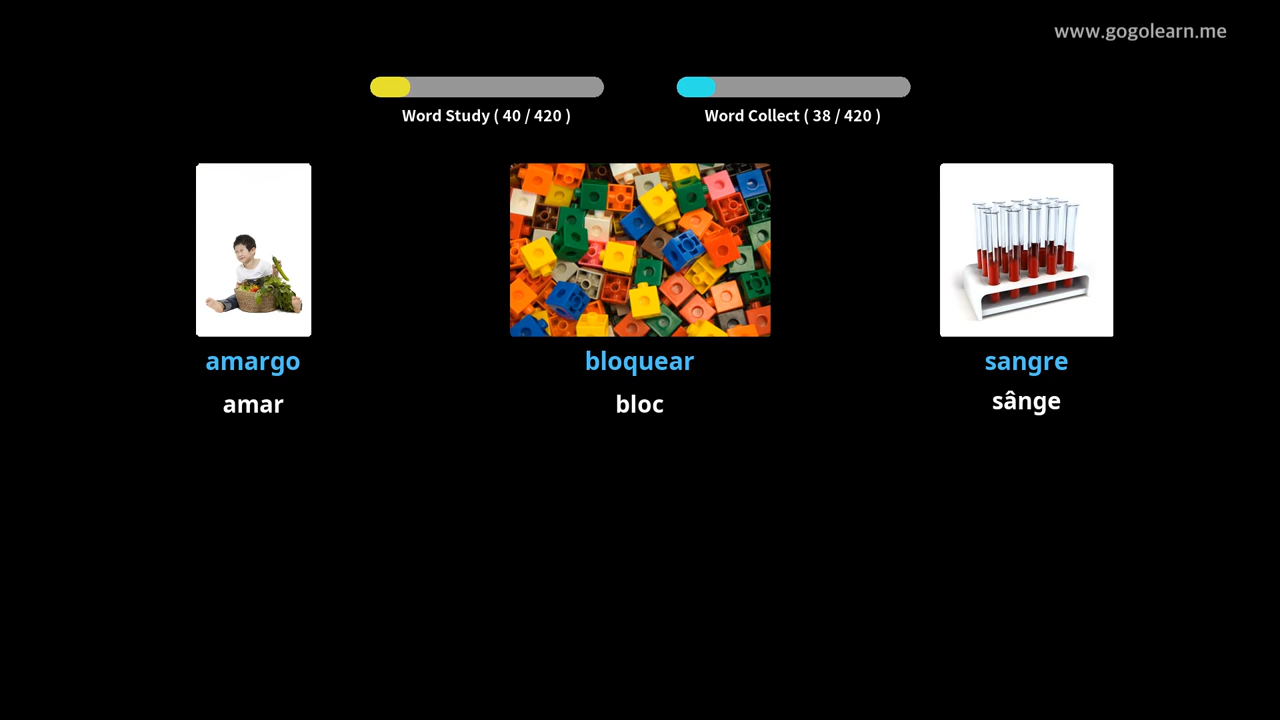 www.gogolearn.me
Word Study ( 40 / 420 )
Word Collect ( 38 / 420 )
amargo
bloquear
sangre
amar
bloc
sânge